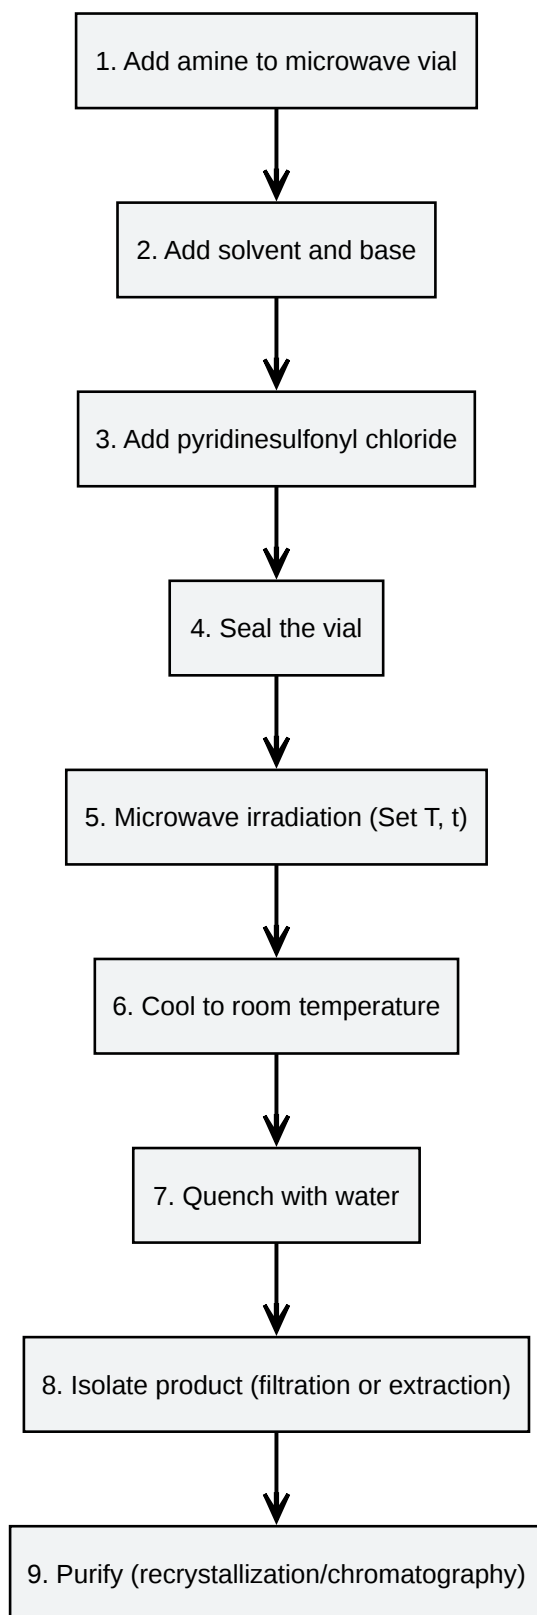 1. Add amine to microwave vial
2. Add solvent and base
3. Add pyridinesulfonyl chloride
4. Seal the vial
5. Microwave irradiation (Set T, t)
6. Cool to room temperature
7. Quench with water
8. Isolate product (filtration or extraction)
9. Purify (recrystallization/chromatography)